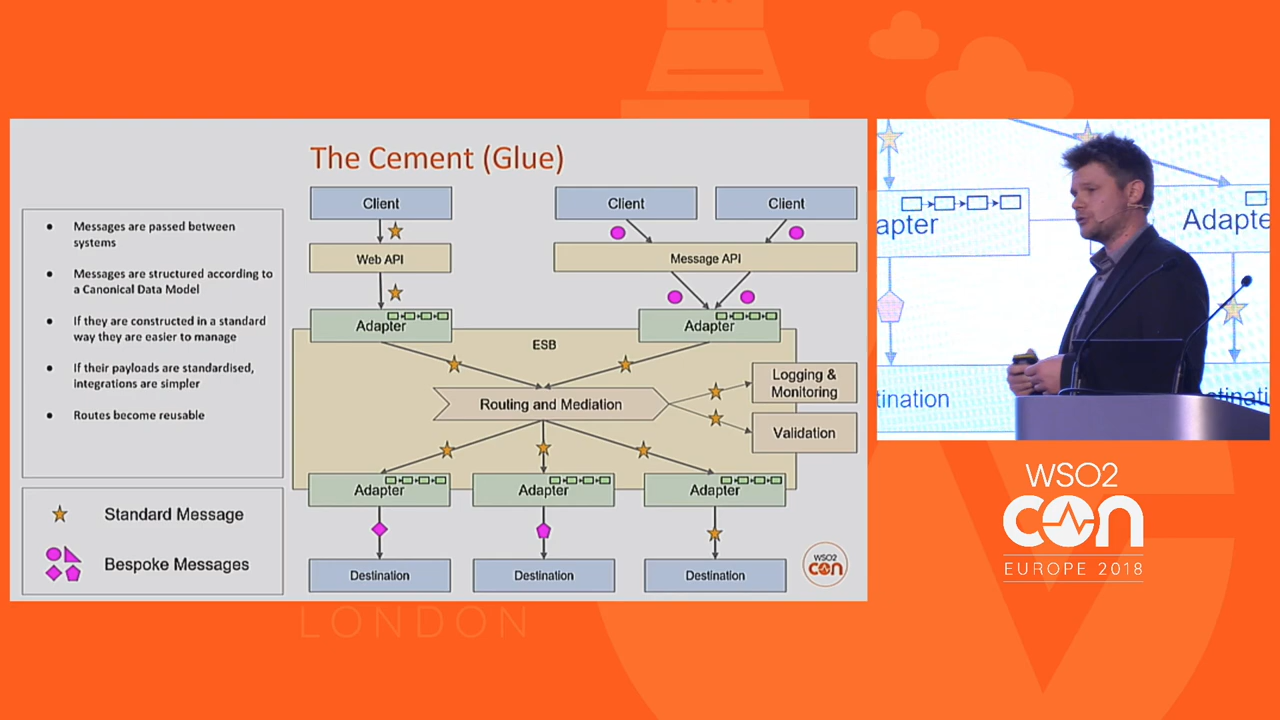 The Cement (Glue)
● Messages are passed between
systems
● Messages are structured according to
a Canonical Data Model
● If they are constructed in a standard
way they are easier to manage
● If their payloads are standardised,
integrations are simpler
● Routes become reusable
Standard Message
Bespoke Messages
Client
Client
Client
Web API
Message API
Adapter
Adapter
ESB
Routing and Mediation
Logging &
Monitoring
Validation
Adapter
Adapter
Adapter
Destination
Destination
Destination
WSO2
con
apter
Adapte
tination
stinati
WSO2
con
EUROPE 2018
LONDON